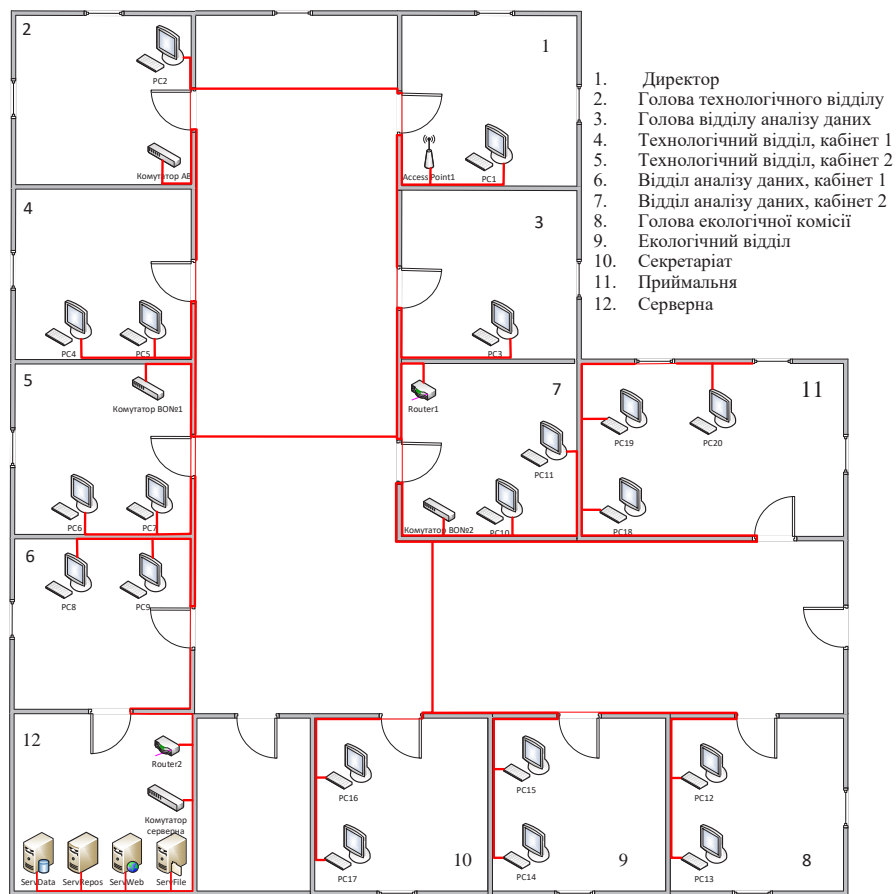 2
PC2
Комутатор АВ
1
Access Point1
PC1
1. Директор
2. Голова технологічного відділу
3. Голова відділу аналізу даних
4. Технологічний відділ, кабінет 1
5. Технологічний відділ, кабінет 2
6. Відділ аналізу даних, кабінет 1
7. Відділ аналізу даних, кабінет 2
8. Голова екологічної комісії
9. Екологічний відділ
10. Секретаріат
11. Приймальня
12. Серверна
4
PC4
PC5
3
PC3
5
Комутатор ВО№1
PC6
PC7
7
Router1
PC11
Комутатор ВО№2
PC10
11
PC19
PC20
PC18
6
PC8
PC9
12
Router2
Комутатор
серверна
ServData
ServRepos
ServWeb
ServFile
PC16
PC17
10
PC15
PC14
9
PC12
PC13
8